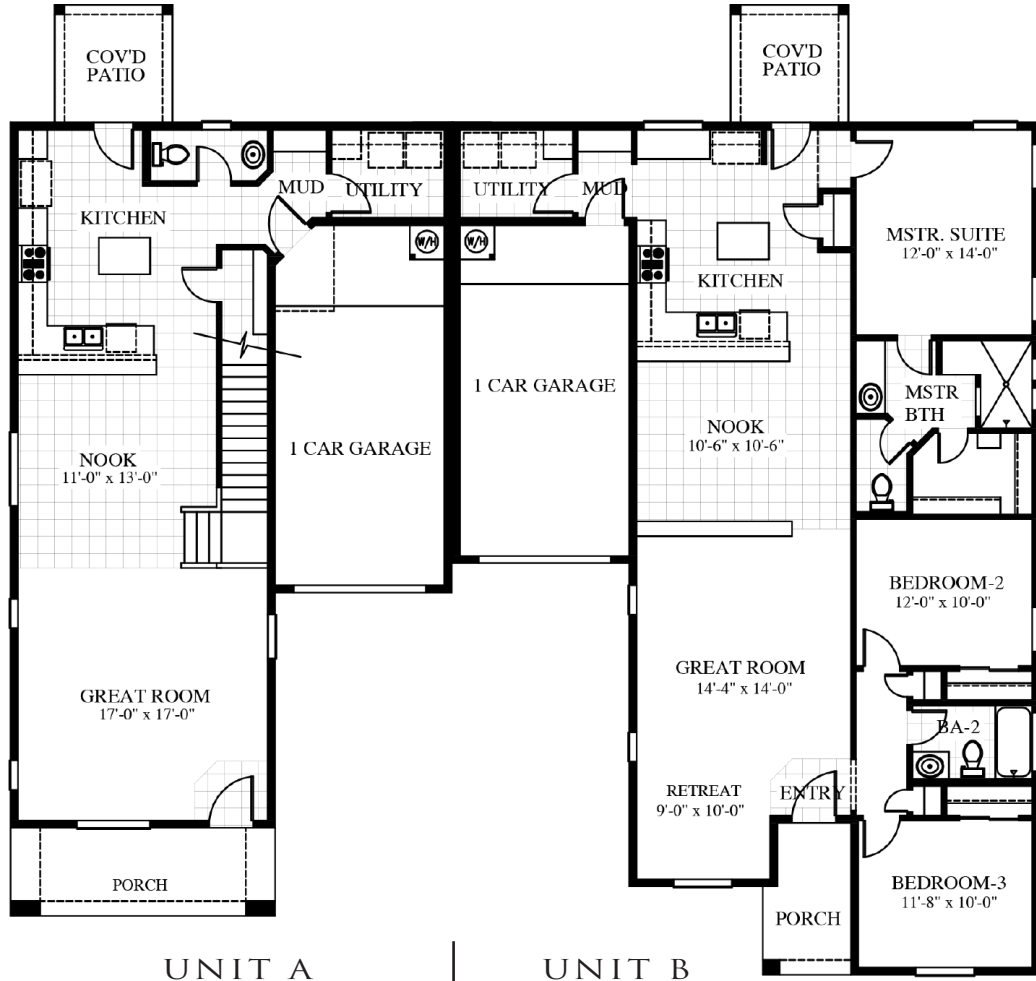 COV'D
PATIO
MUD
UTILITY
KITCHEN
W/H
1 CAR GARAGE
NOOK
11'-0" x 13'-0"
GREAT ROOM
17'-0" x 17'-0"
PORCH
UNIT A
COV'D
PATIO
UTILITY
MUD
W/H
KITCHEN
MSTR. SUITE
12'-0" x 14'-0"
1 CAR GARAGE
MSTR
BTH
NOOK
10'-6" x 10'-6"
BEDROOM-2
12'-0" x 10'-0"
GREAT ROOM
14'-4" x 14'-0"
BA-2
RETREAT
9'-0" x 10'-0"
ENTRY
BEDROOM-3
11'-8" x 10'-0"
PORCH
UNIT B